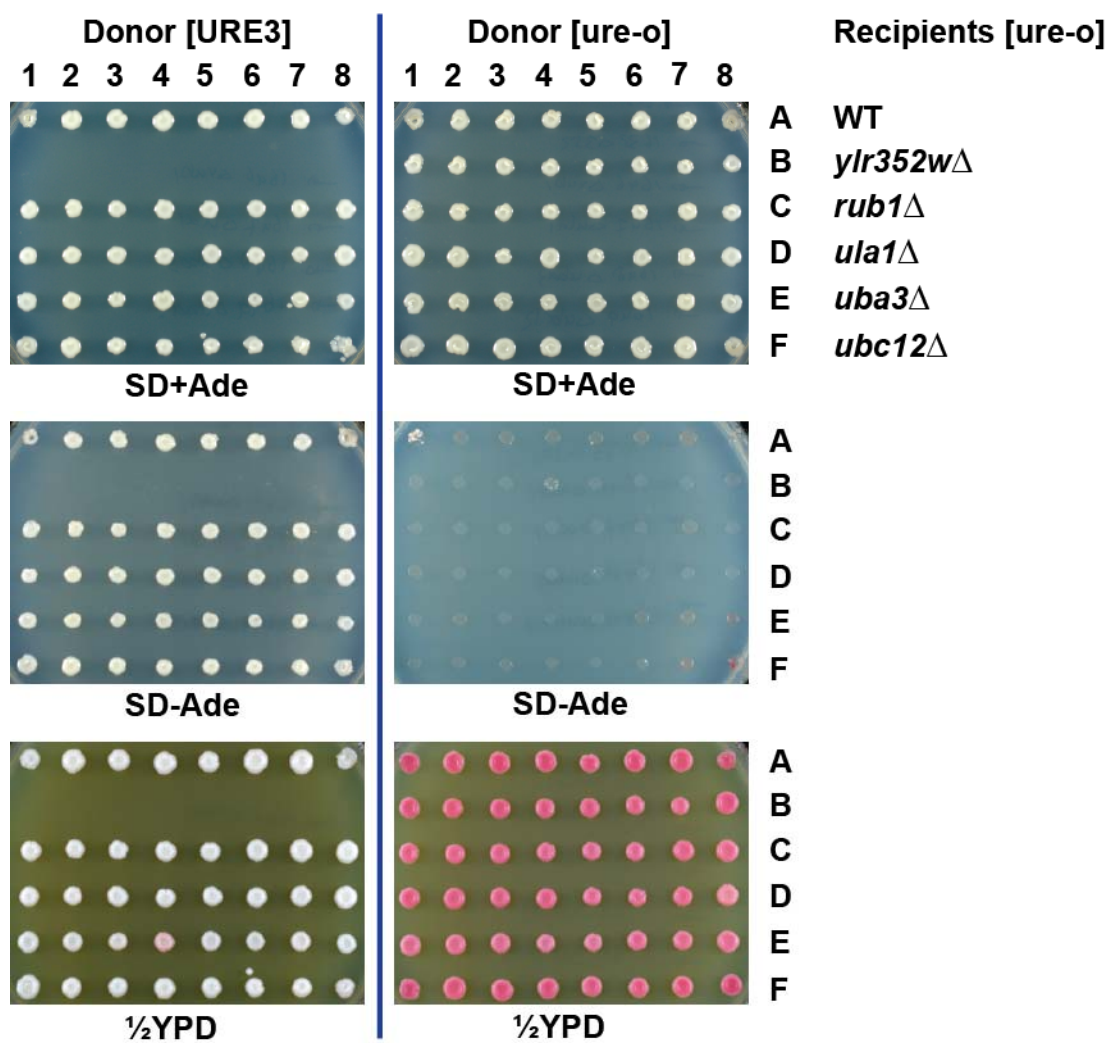 Donor [URE3] Donor [ure-o] Recipients [ure-o]
1 2 3 4 5 6 7 8 1 2 3 4 5 6 7 8
A WT
B ylr352wΔ
C rub1Δ
D ula1Δ
E uba3Δ
F ubc12Δ
SD+Ade SD+Ade
A
B
C
D
E
F
SD-Ade SD-Ade
A
B
C
D
E
F
½YPD ½YPD